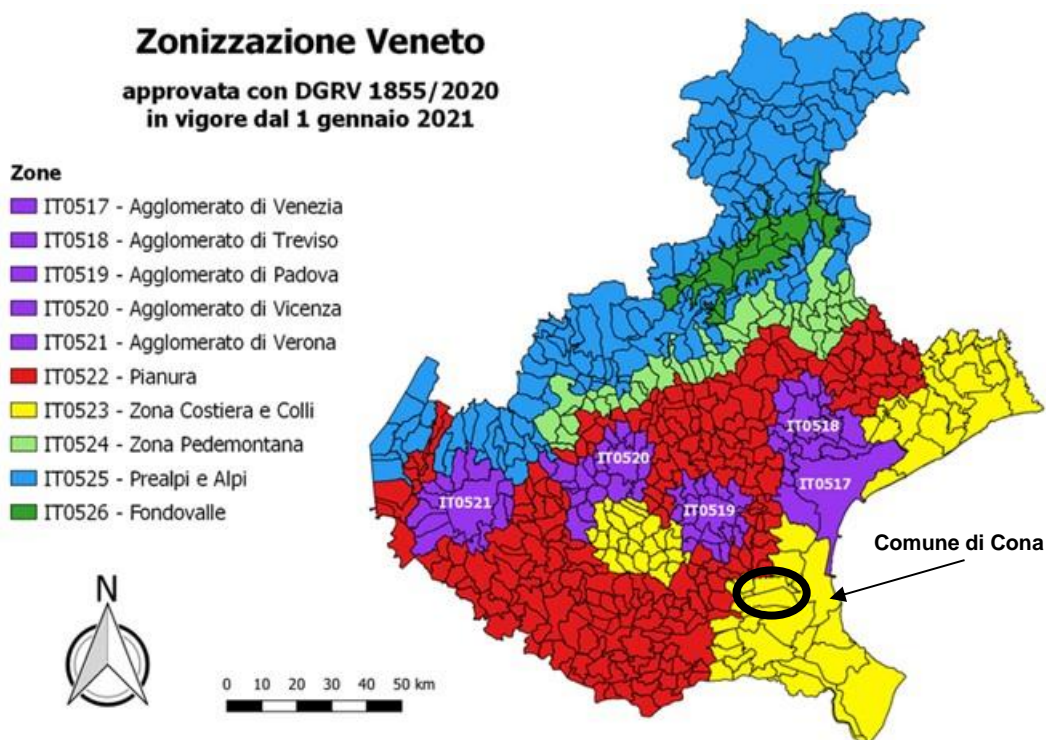 Zonizzazione Veneto
approvata con DGRV 1855/2020
in vigore dal 1 gennaio 2021
Zone
IT0517 - Agglomerato di Venezia
IT0518 - Agglomerato di Treviso
IT0519 - Agglomerato di Padova
IT0520 - Agglomerato di Vicenza
IT0521 - Agglomerato di Verona
IT0522 - Pianura
IT0523 - Zona Costiera e Colli
IT0524 - Zona Pedemontana
IT0525 - Prealpi e Alpi
IT0526 - Fondovalle
IT0518
IT0520
IT0517
IT0521
IT0519
Comune di Cona
N
0 10 20 30 40 50 km